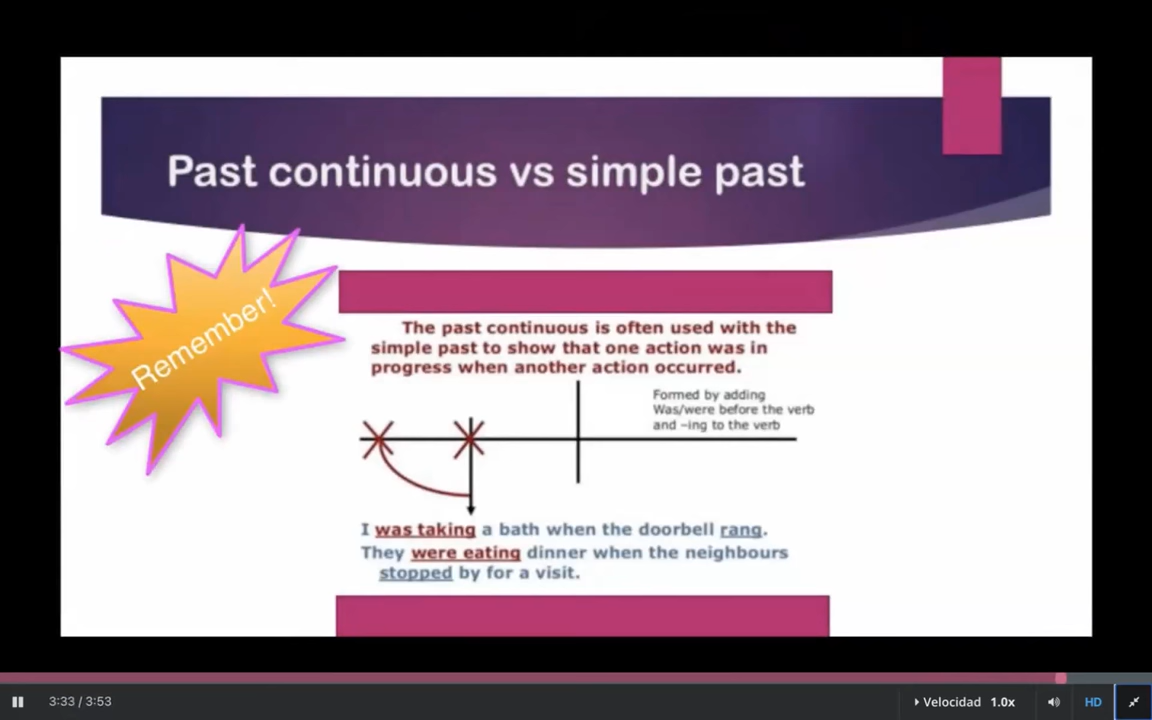 Past continuous vs simple past
Remember!
The past continuous is often used with the
simple past to show that one action was in
progress when another action occurred.
Formed by adding
Was/were before the verb
and –ing to the verb
I was taking a bath when the doorbell rang.
They were eating dinner when the neighbours
stopped by for a visit.
3:33 / 3:53
Velocidad 1.0x
HD